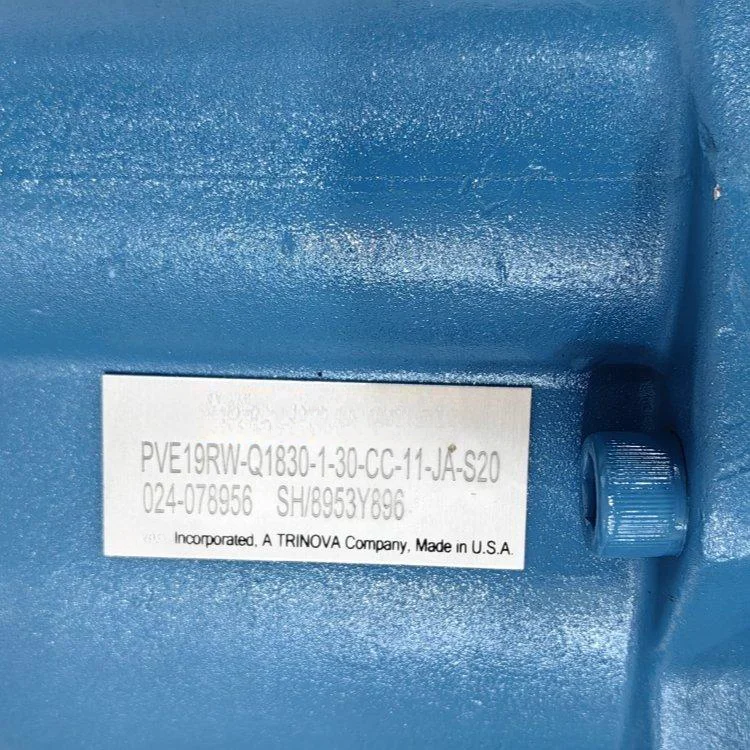 PVE19RW-Q1830-1-30-CC-11-JA-S20
024-078956 SH/8953Y896
Incorporated, A TRINOVA Company, Made in U.S.A.